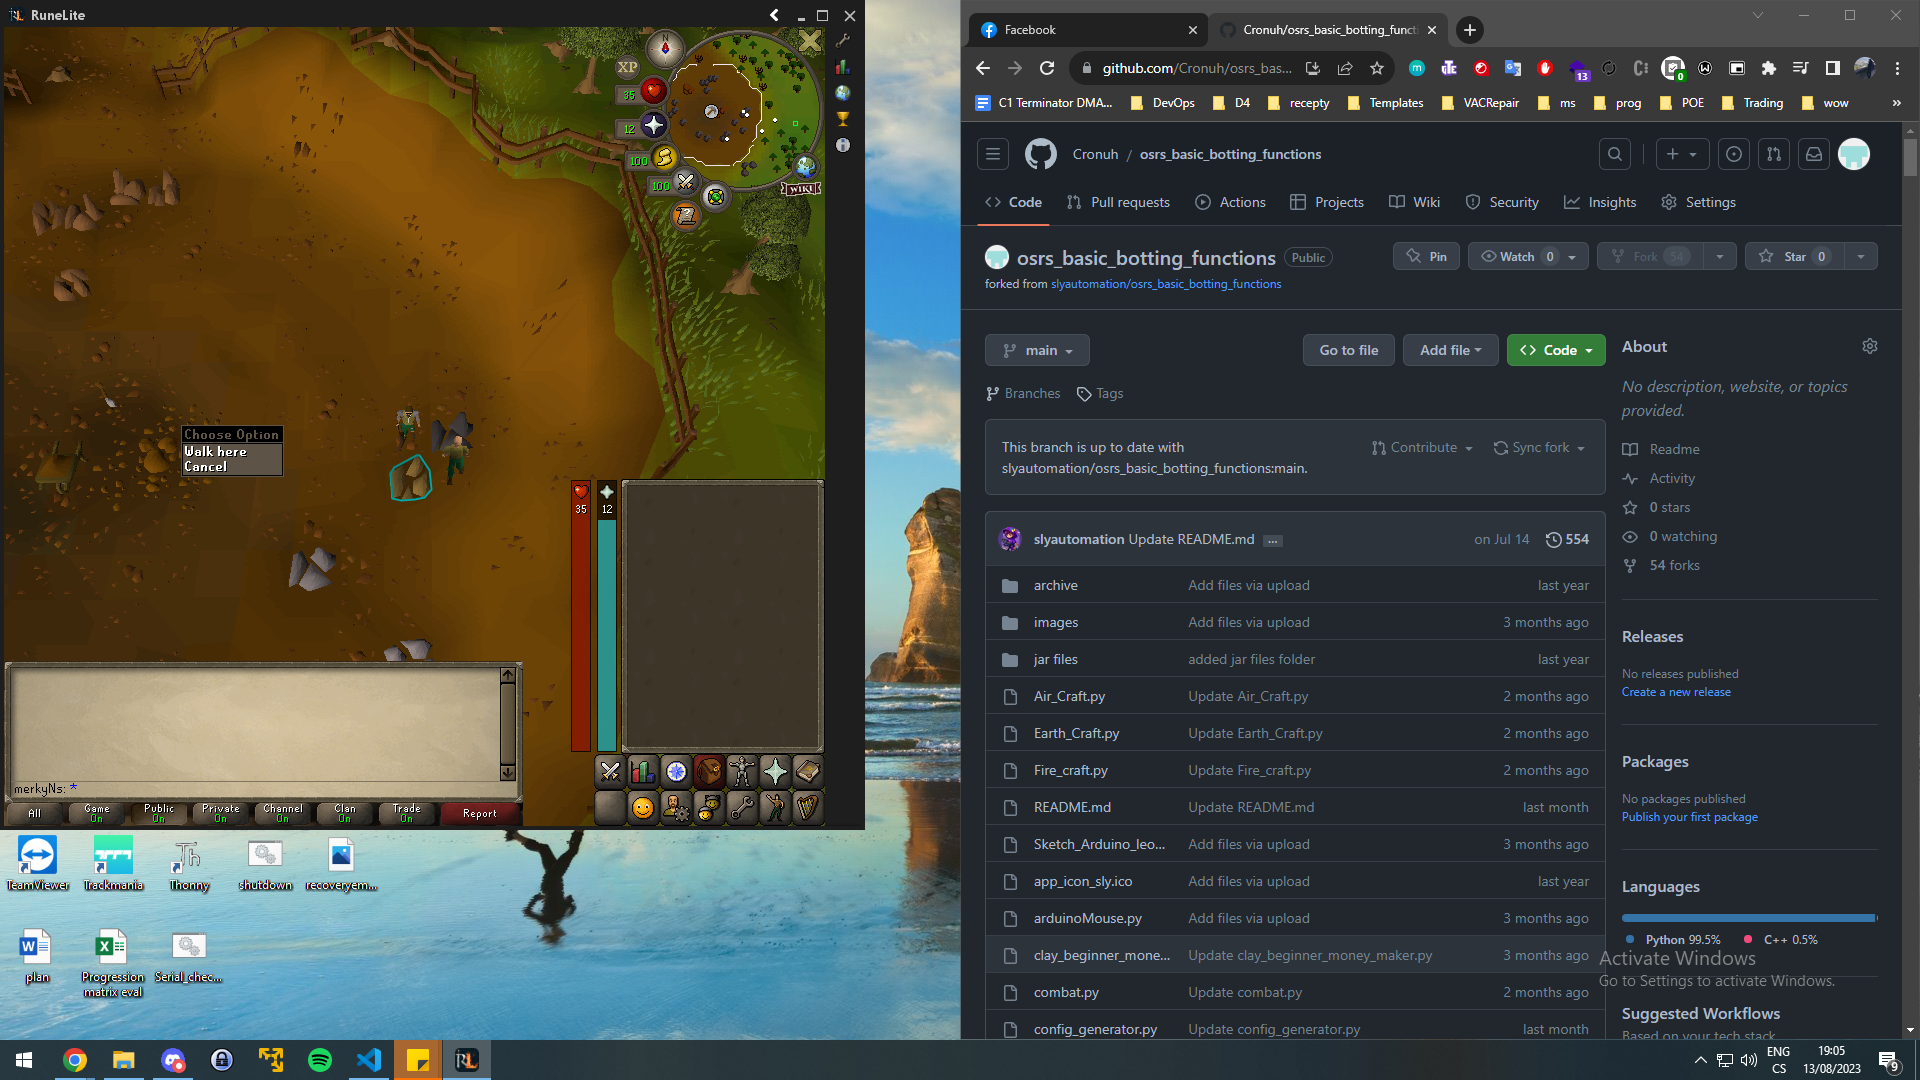 RuneLite
N
XP
35
12
100
100
WIKI
Choose Option
Walk here
Cancel
35
12
merkyNs: *
All
Game
On
Public
On
Private
On
Channel
On
Clan
On
Trade
On
Report
TeamViewer
Trackmania
Thonny
shutdown
recoveryem...
plan
Progression
matrix eval
Serial_chec...
Facebook
Cronuh/osrs_basic_botting_funct
github.com/Cronuh/osrs_bas...
13
0
C1 Terminator DMA...
DevOps
D4
recepty
Templates
VACRepair
ms
prog
POE
Trading
wow
»
Cronuh / osrs_basic_botting_functions
Code
Pull requests
Actions
Projects
Wiki
Security
Insights
Settings
osrs_basic_botting_functions
Public
Pin
Watch 0
Fork 54
Star 0
forked from slyautomation/osrs_basic_botting_functions
main
Go to file
Add file
Code
Branches
Tags
This branch is up to date with
slyautomation/osrs_basic_botting_functions:main.
Contribute
Sync fork
slyautomation Update README.md ...
on Jul 14
554
archive Add files via upload last year
images Add files via upload 3 months ago
jar files added jar files folder last year
Air_Craft.py Update Air_Craft.py 2 months ago
Earth_Craft.py Update Earth_Craft.py 2 months ago
Fire_craft.py Update Fire_craft.py 2 months ago
README.md Update README.md last month
Sketch_Arduino_leo... Add files via upload 3 months ago
app_icon_sly.ico Add files via upload last year
arduinoMouse.py Add files via upload 3 months ago
clay_beginner_mone... Update clay_beginner_money_maker.py 3 months ago
combat.py Update combat.py 2 months ago
config_generator.py Update config_generator.py last month
About
No description, website, or topics
provided.
Readme
Activity
0 stars
0 watching
54 forks
Releases
No releases published
Create a new release
Packages
No packages published
Publish your first package
Languages
Python 99.5%
C++ 0.5%
Activate Windows
Go to Settings to activate Windows.
Suggested Workflows
Based on your tech stack
ENG
CS
19:05
13/08/2023
9